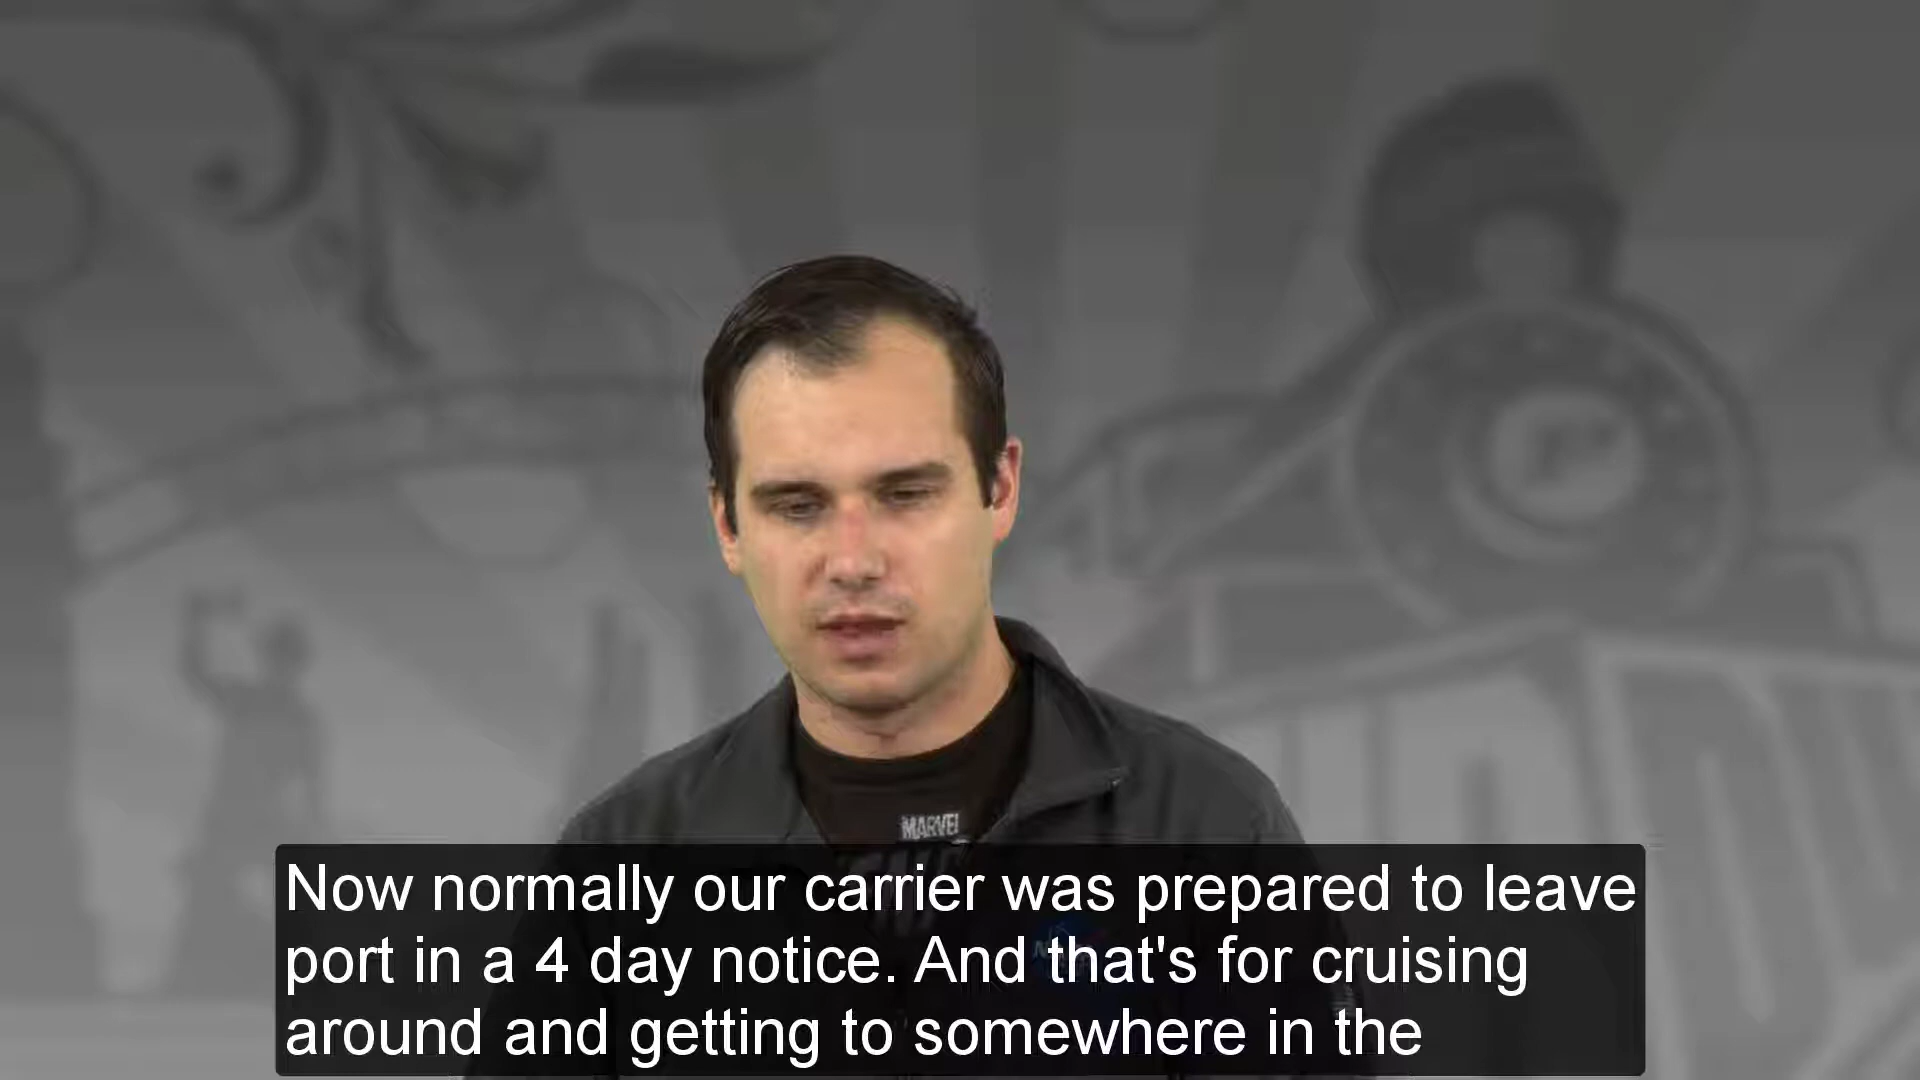 MARVEL
Now normally our carrier was prepared to leave
port in a 4 day notice. And that's for cruising
around and getting to somewhere in the